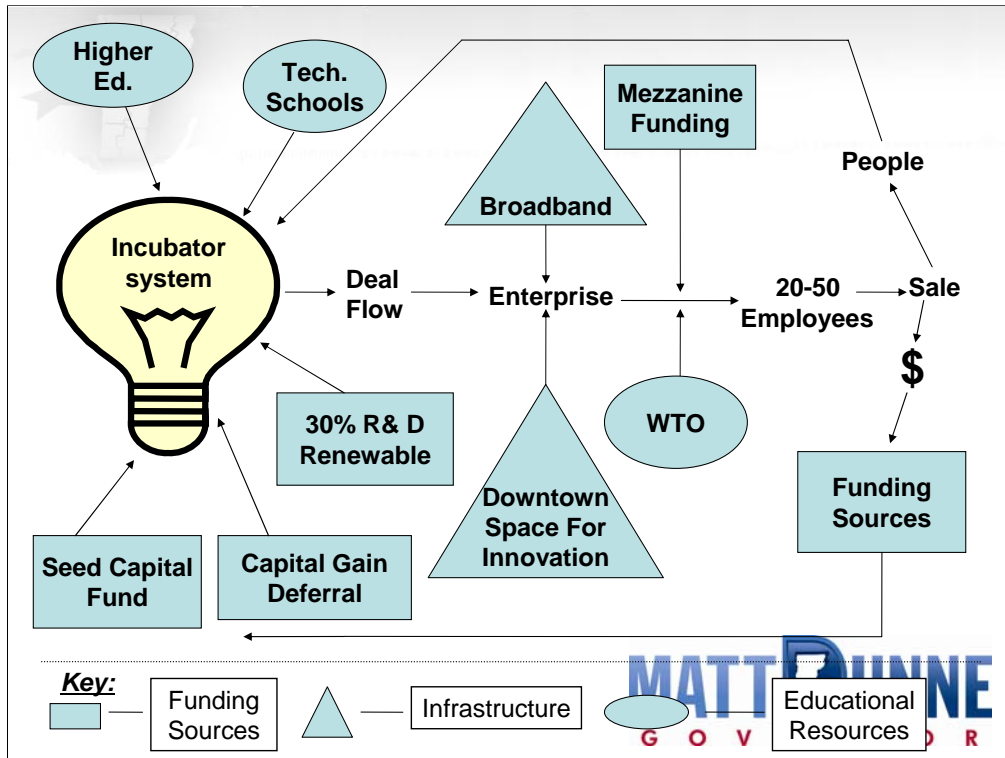 Higher
Ed.
Tech.
Schools
Mezzanine
Funding
People
Broadband
Incubator
system
Deal
Flow
Enterprise
20-50
Employees
Sale
$
30% R& D
Renewable
WTO
Downtown
Space For
Innovation
Funding
Sources
Seed Capital
Fund
Capital Gain
Deferral
Key:
Funding
Sources
Infrastructure
Educational
Resources
MATT DUNNE